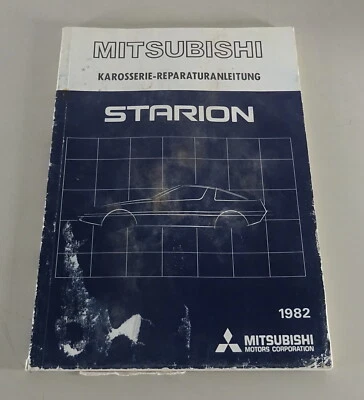 MITSUBISHI
KAROSSERIE-REPARATURANLEITUNG
STARION
1982
MITSUBISHI
MOTORS CORPORATION